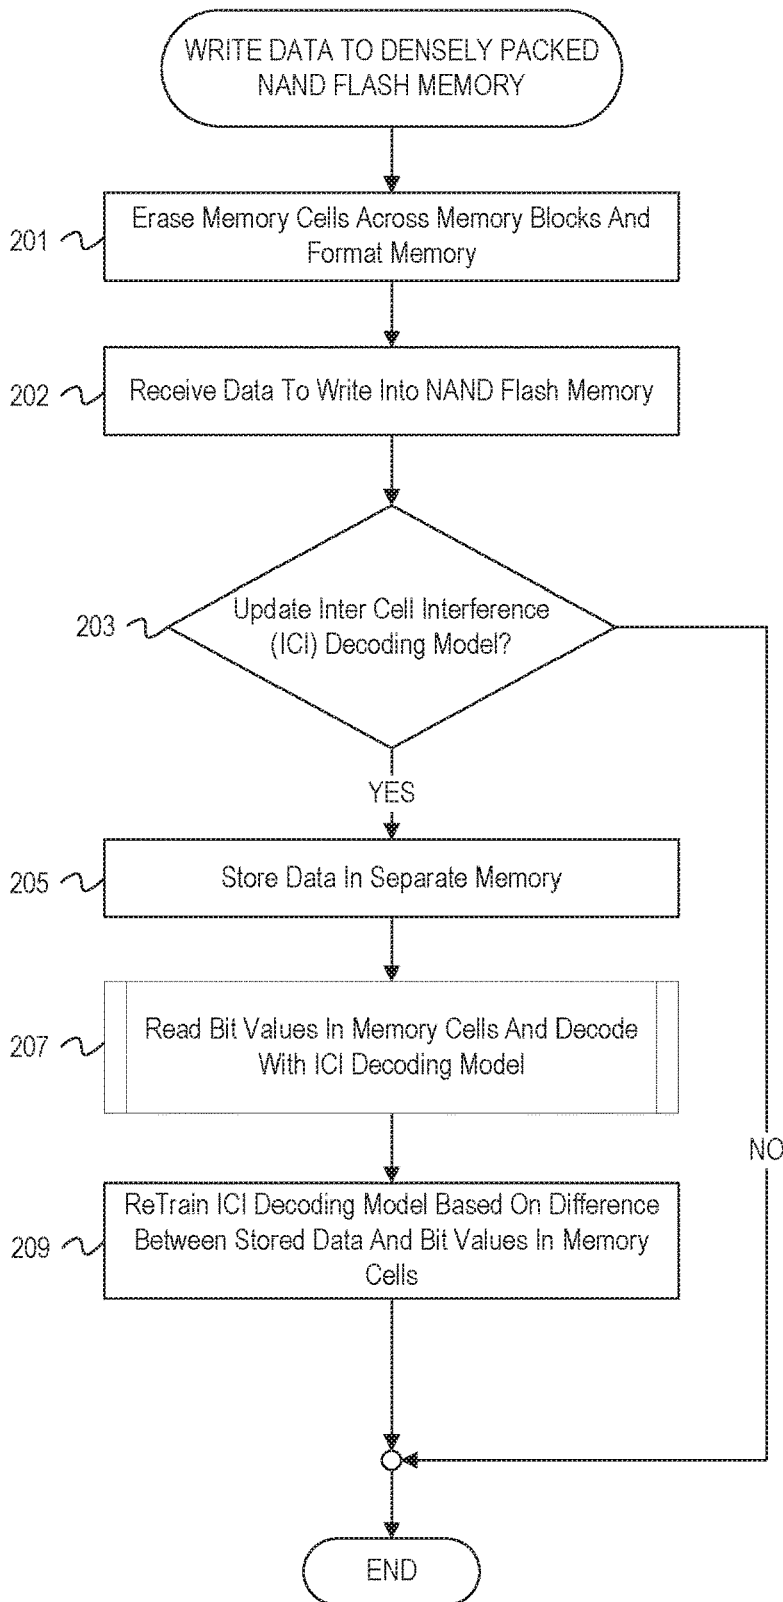 WRITE DATA TO DENSELY PACKED
NAND FLASH MEMORY
201
Erase Memory Cells Across Memory Blocks And
Format Memory
202
Receive Data To Write Into NAND Flash Memory
203
Update Inter Cell Interference
(ICI) Decoding Model?
YES
205
Store Data In Separate Memory
207
Read Bit Values In Memory Cells And Decode
With ICI Decoding Model
NO
209
ReTrain ICI Decoding Model Based On Difference
Between Stored Data And Bit Values In Memory
Cells
END